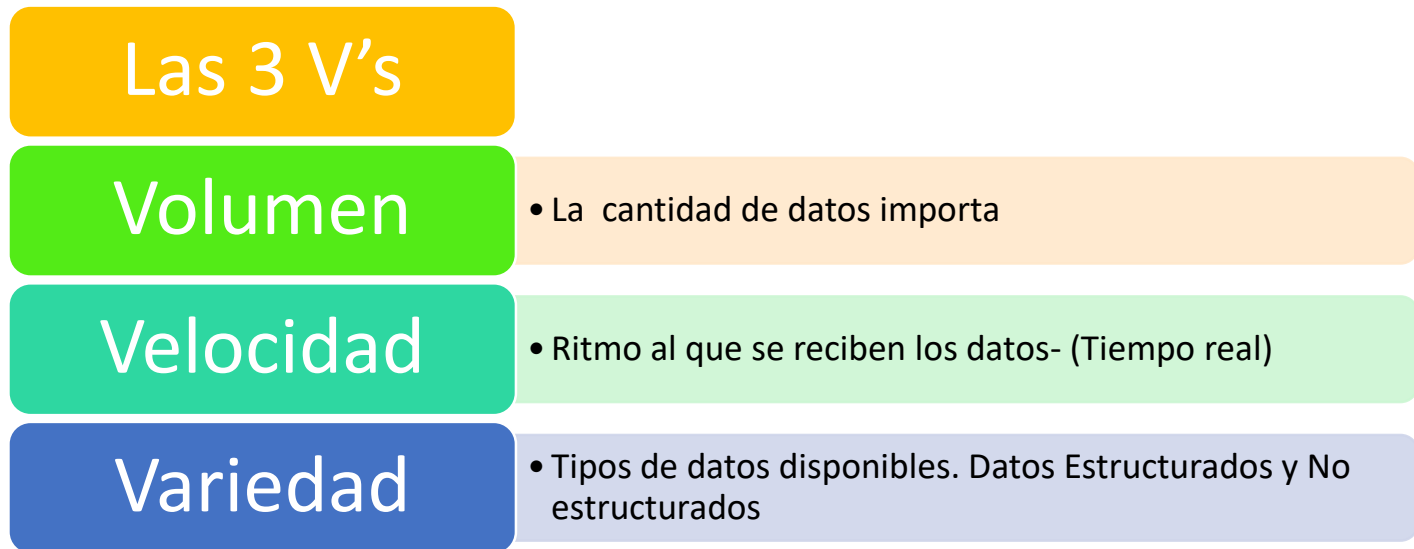 Las 3 V’s
Volumen
• La  cantidad de datos importa
Velocidad
• Ritmo al que se reciben los datos- (Tiempo real)
Variedad
• Tipos de datos disponibles. Datos Estructurados y No
estructurados